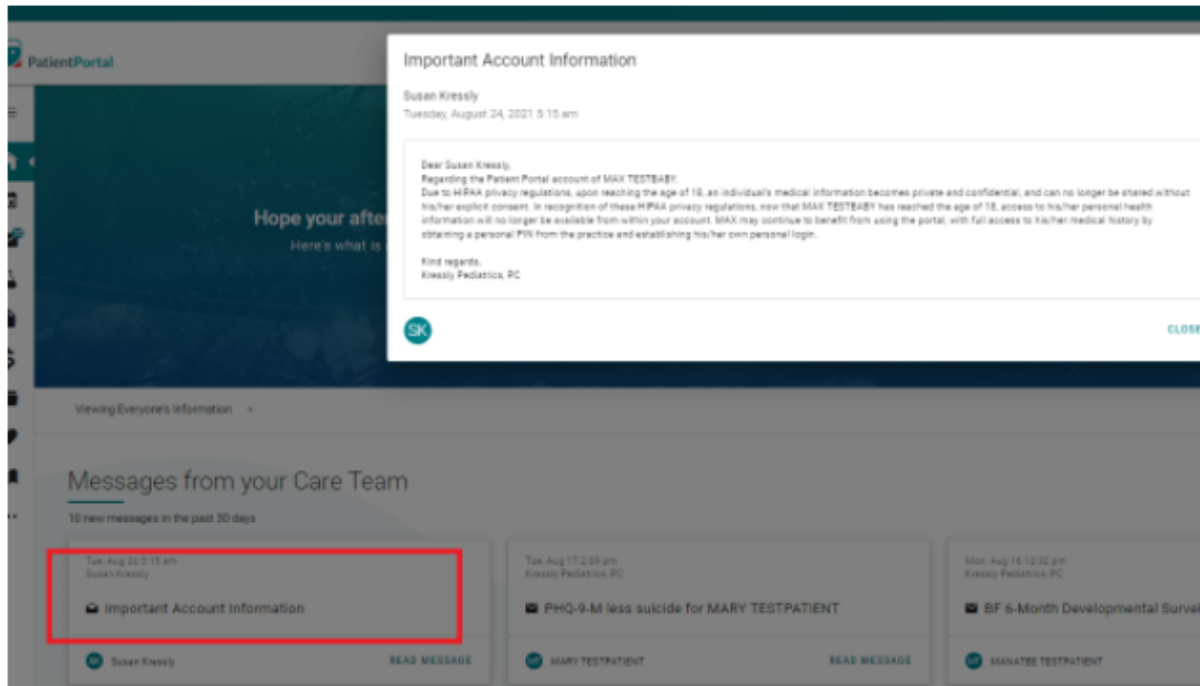 PatientPortal
Important Account Information
Susan Kressly
Tuesday, August 24, 2021 5:15 am
Dear Susan Kressly,
Regarding the Patient Portal account of MAX TESTBABY:
Due to HIPAA privacy regulations, upon reaching the age of 18, an individual's medical information becomes private and confidential, and can no longer be shared without
his/her explicit consent. In recognition of these HIPAA privacy regulations, now that MAX TESTBABY has reached the age of 18, access to his/her personal health
information will no longer be available from within your account. MAX may continue to benefit from using the portal, with full access to his/her medical history by
obtaining a personal PIN from the practice and establishing his/her own personal login.
Kind regards,
Kressly Pediatrics, PC
SK
CLOSE
Hope your afte
Here's what is
Viewing Everyone's Information
Messages from your Care Team
10 new messages in the past 30 days
Tue, Aug 24 5:15 am
Susan Kressly
Important Account Information
SK Susan Kressly
READ MESSAGE
Tue, Aug 17 2:39 pm
Kressly Pediatrics, PC
PHQ-9-M less suicide for MARY TESTPATIENT
MT MARY TESTPATIENT
READ MESSAGE
Mon, Aug 16 12:32 pm
Kressly Pediatrics, PC
BF 6-Month Developmental Survei
MT MANATEE TESTPATIENT